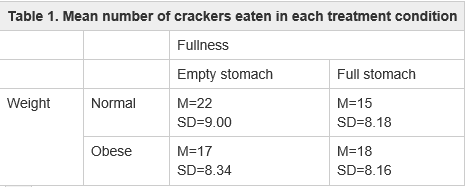 Table 1. Mean number of crackers eaten in each treatment condition
Fullness
Empty stomach Full stomach
Weight Normal M=22 M=15
SD=9.00 SD=8.18
Obese M=17 M=18
SD=8.34 SD=8.16